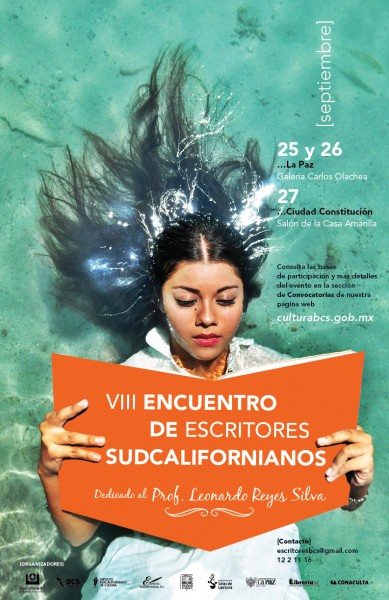 [septiembre]
25 y 26
...La Paz
Galería Carlos Olachea
27
...Ciudad Constitución
Salón de la Casa Amarilla
Consulta las bases
de participación y más detalles
del evento en la sección
de Convocatorias de nuestra
página web
culturabcs.gob.mx
VIII ENCUENTRO
DE ESCRITORES
SUDCALIFORNIANOS
Dedicado al Prof. Leonardo Reyes Silva
[Contacto]
escritoresbcs@gmail.com
12 2 11 16
[ORGANIZADORES]
BCS
LA PAZ
Librería
CONACULTA